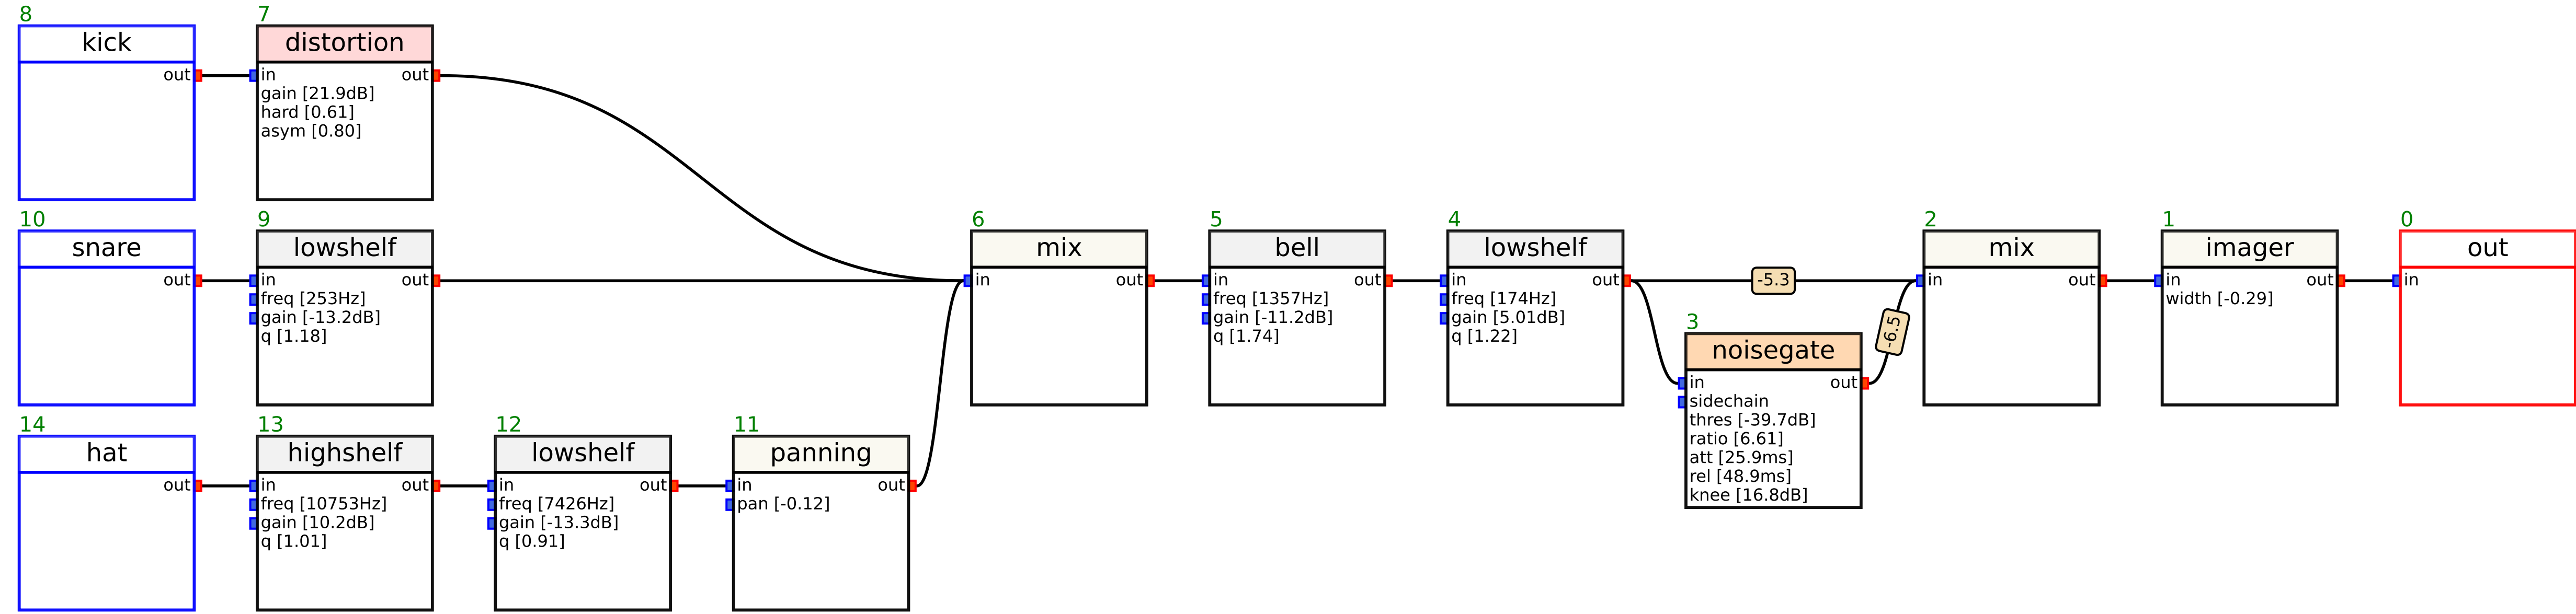 8
kick
out
7
distortion
in out
gain [21.9dB]
hard [0.61]
asym [0.80]
10
snare
out
9
lowshelf
in out
freq [253Hz]
gain [-13.2dB]
q [1.18]
14
hat
out
13
highshelf
in out
freq [10753Hz]
gain [10.2dB]
q [1.01]
12
lowshelf
in out
freq [7426Hz]
gain [-13.3dB]
q [0.91]
11
panning
in out
pan [-0.12]
6
mix
in out
5
bell
in out
freq [1357Hz]
gain [-11.2dB]
q [1.74]
4
lowshelf
in out
freq [174Hz]
gain [5.01dB]
q [1.22]
-5.3
3
noisegate
in out
sidechain
thres [-39.7dB]
ratio [6.61]
att [25.9ms]
rel [48.9ms]
knee [16.8dB]
-6.5
2
mix
in out
1
imager
in out
width [-0.29]
0
out
in